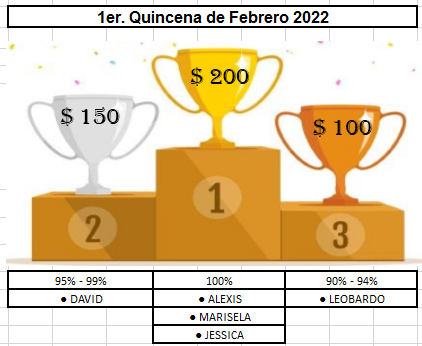 1er. Quincena de Febrero 2022
$ 200
$ 150
$ 100
1
2
3
95% - 99% 100% 90% - 94%
● DAVID ● ALEXIS ● LEOBARDO
● MARISELA
● JESSICA